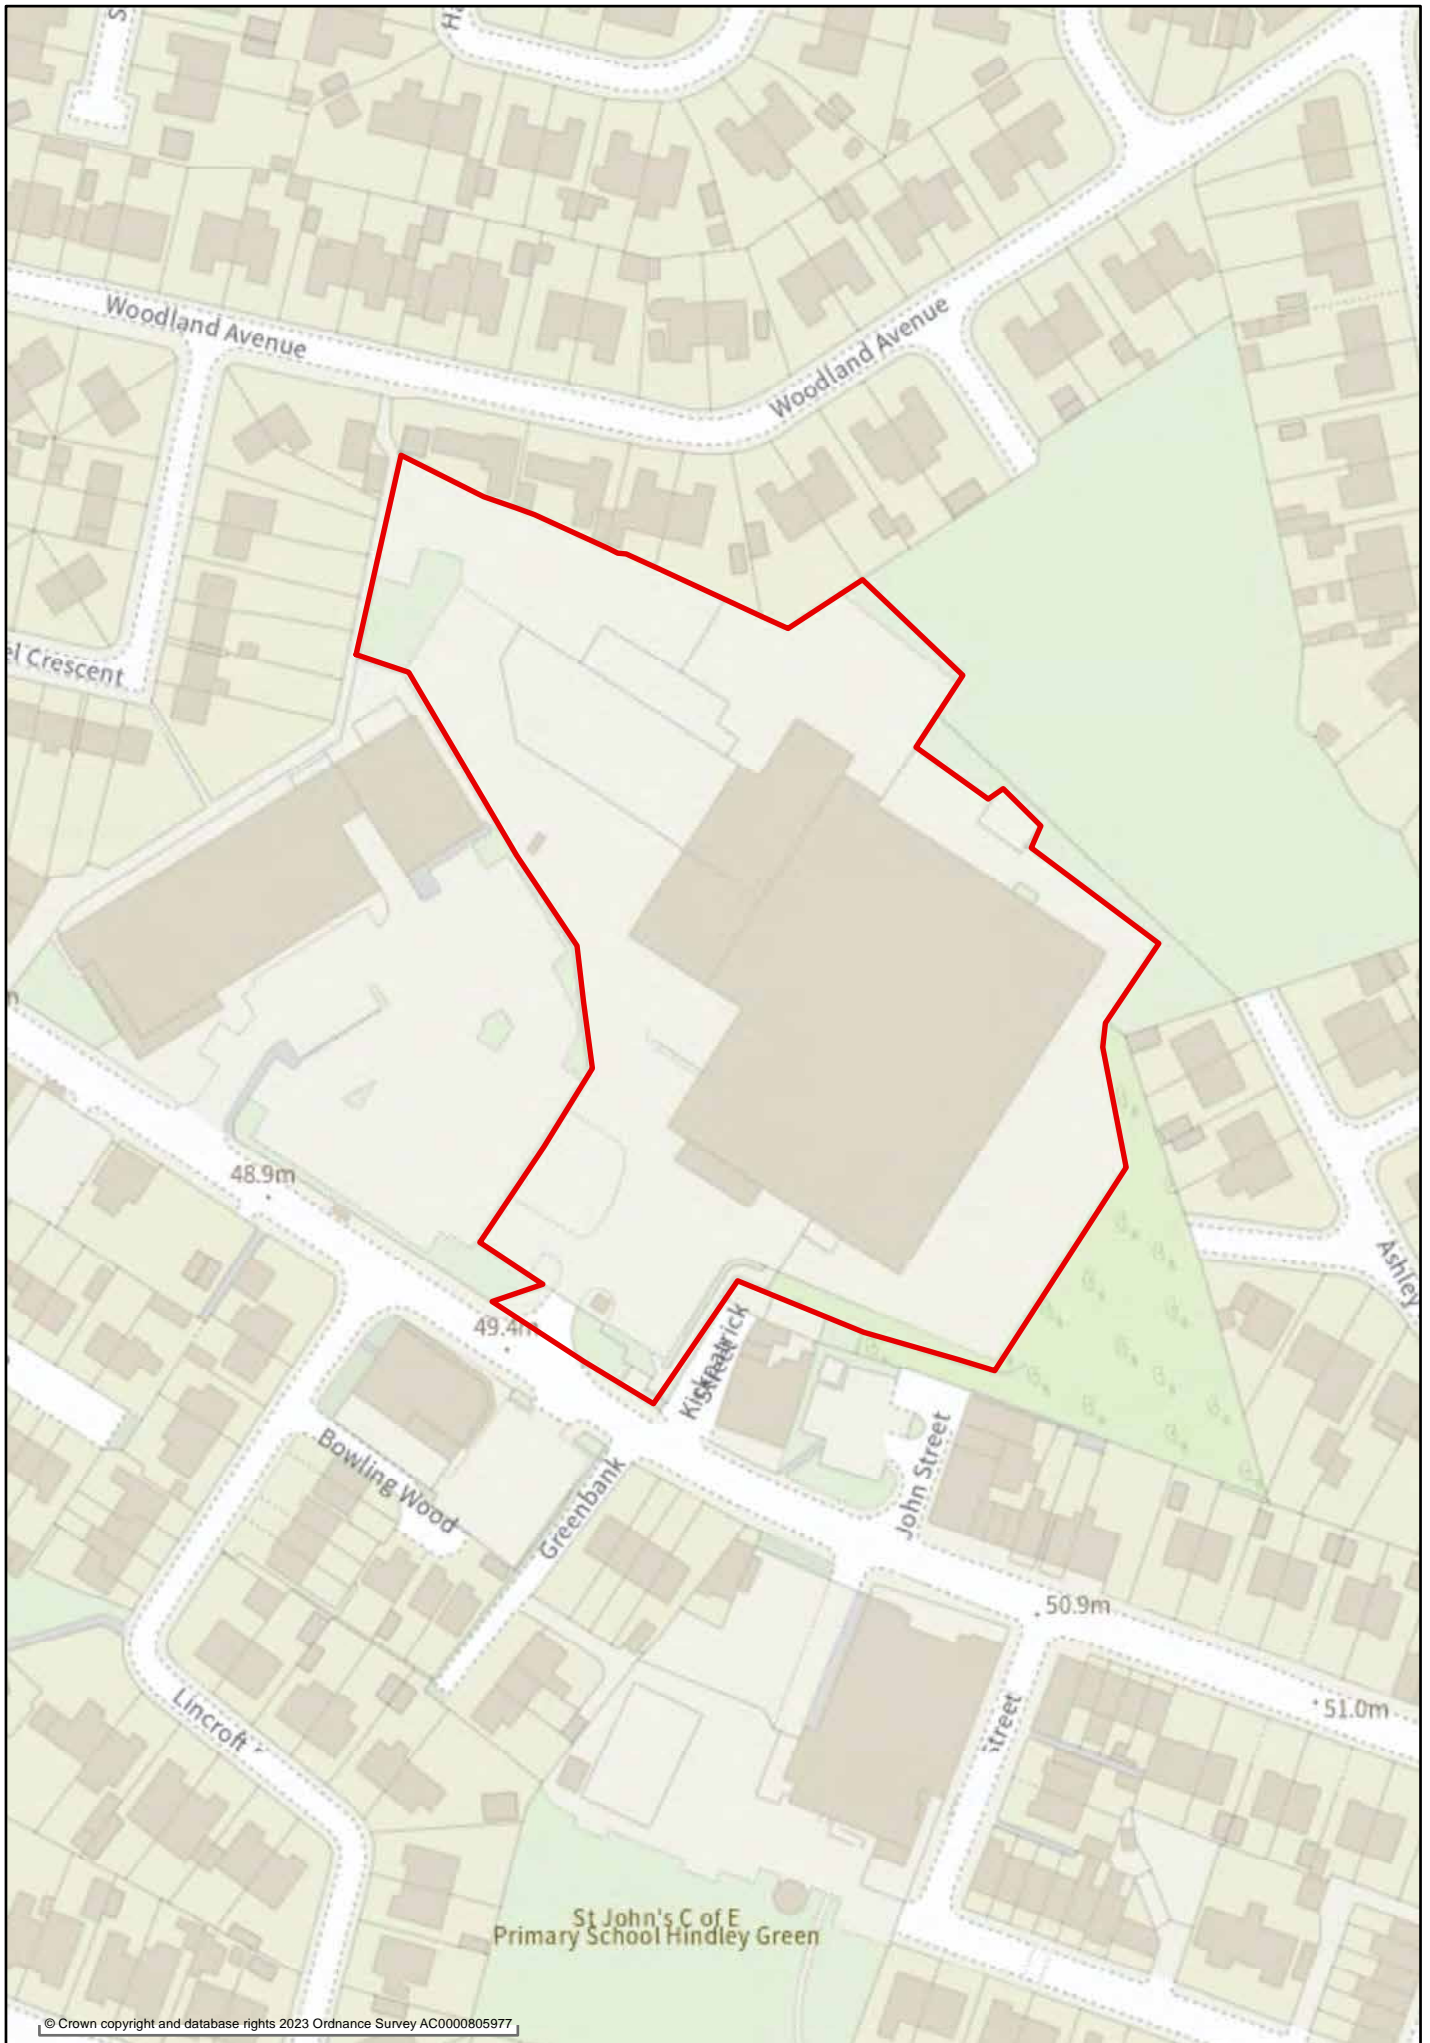 Woodland Avenue
Woodland Avenue
el Crescent
48.9m
49.4m
Kirkpatrick
Street
Bowling Wood
Greenbank
John Street
Ashley
50.9m
51.0m
Lincroft
Street
St John's C of E
Primary School Hindley Green
© Crown copyright and database rights 2023 Ordnance Survey AC0000805977